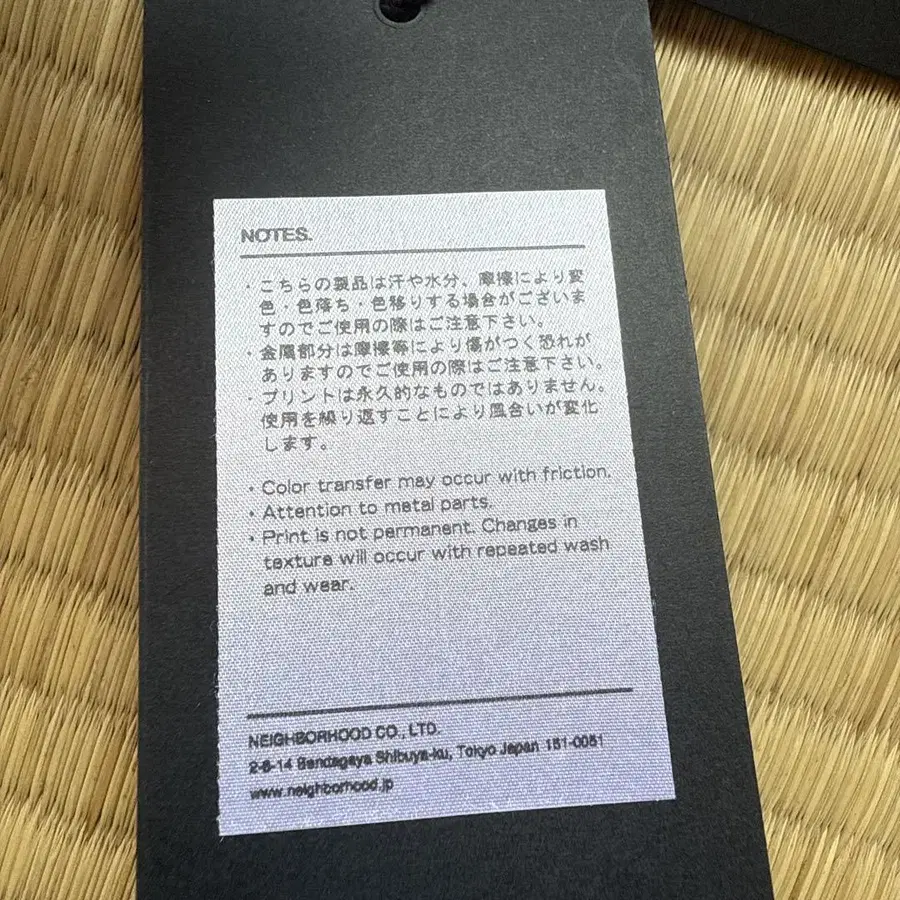 NOTES.
・こちらの製品は汗や水分、摩擦により変
色・色落ち・色移りする場合がございま
すのでご使用の際はご注意下さい。
・金属部分は摩擦等により傷がつく恐れが
ありますのでご使用の際はご注意下さい。
・プリントは永久的なものではありません。
使用を繰り返すことにより風合いが変化
します。
・Color transfer may occur with friction.
・Attention to metal parts.
・Print is not permanent. Changes in
texture will occur with repeated wash
and wear.
NEIGHBORHOOD CO., LTD.
2-6-14 Sendagaya Shibuya-ku, Tokyo Japan 151-0051
www.neighborhood.jp